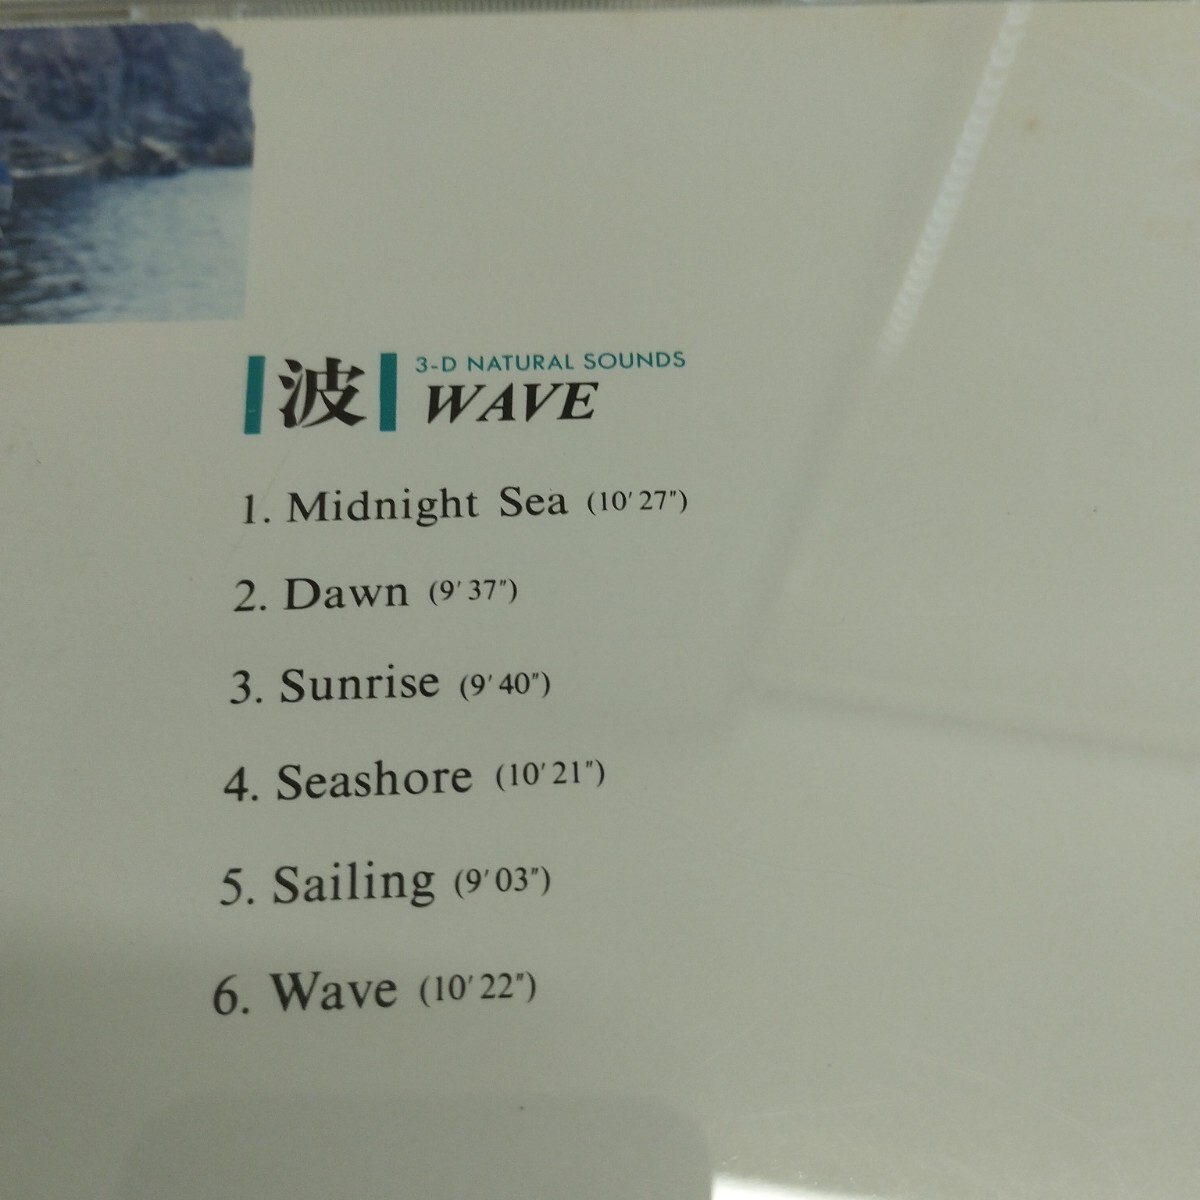 波
3-D NATURAL SOUNDS
WAVE
1. Midnight Sea (10'27")
2. Dawn (9'37")
3. Sunrise (9'40")
4. Seashore (10'21")
5. Sailing (9'03")
6. Wave (10'22")